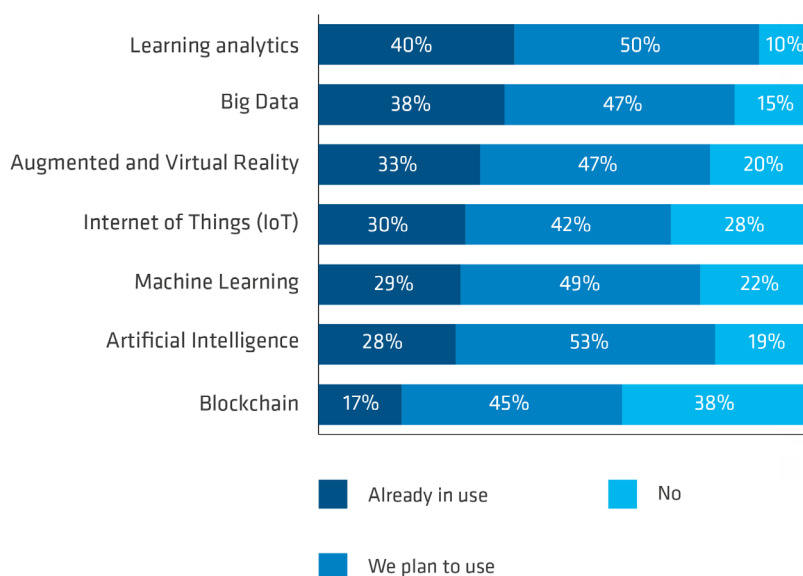 Learning analytics 40% 50% 10%
Big Data 38% 47% 15%
Augmented and Virtual Reality 33% 47% 20%
Internet of Things (IoT) 30% 42% 28%
Machine Learning 29% 49% 22%
Artificial Intelligence 28% 53% 19%
Blockchain 17% 45% 38%
Already in use No
We plan to use